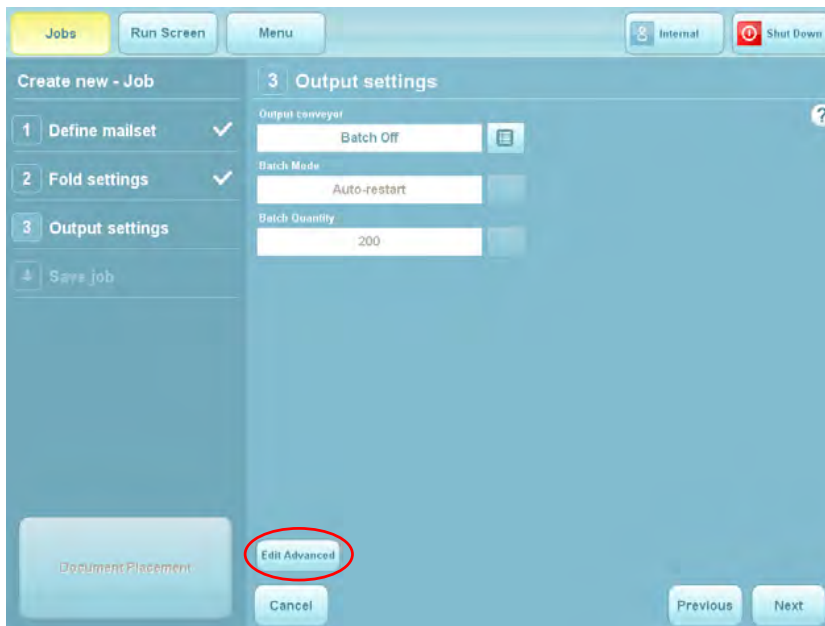 Jobs
Run Screen
Menu
Internal
Shut Down
Create new - Job
1 Define mailset
2 Fold settings
3 Output settings
4 Save job
Document Placement
3 Output settings
?
Output conveyor
Batch Off
Batch Mode
Auto-restart
Batch Quantity
200
Edit Advanced
Cancel
Previous
Next